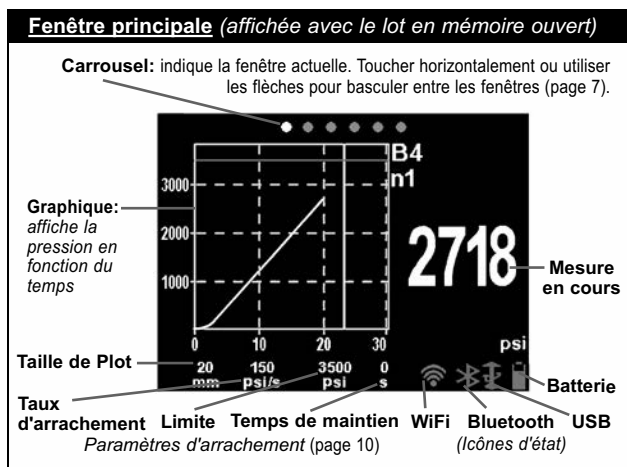 Fenêtre principale (affichée avec le lot en mémoire ouvert)
Carrousel: indique la fenêtre actuelle. Toucher horizontalement ou utiliser
les flèches pour basculer entre les fenêtres (page 7).
B4
n1
3000
2000
1000
Graphique:
affiche la
pression en
fonction du
temps
2718
Mesure
en cours
0 10 20 30
psi
Taille de Plot
20 150 3500 0
mm psi/s psi s
Batterie
Taux
d'arrachement Limite Temps de maintien WiFi Bluetooth USB
Paramètres d'arrachement (page 10) (Icônes d'état)